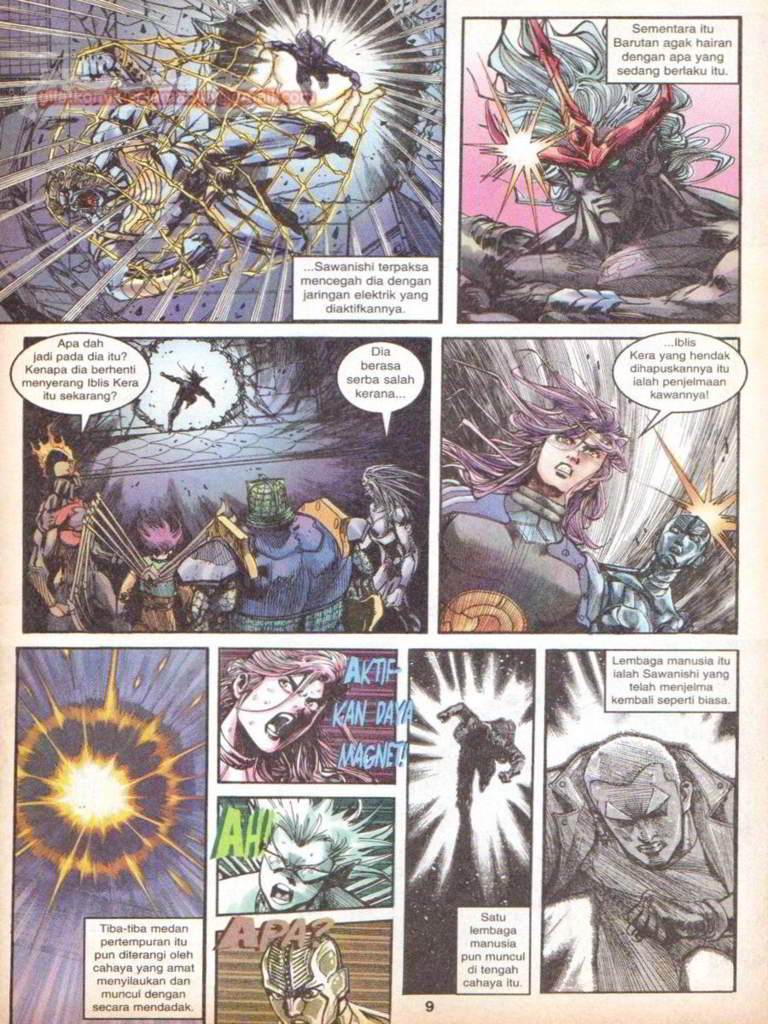 ...Sawanishi terpaksa
mencegah dia dengan
jaringan elektrik yang
diaktifkannya.
Sementara itu
Barutan agak hairan
dengan apa yang
sedang berlaku itu.
Apa dah
jadi pada dia itu?
Kenapa dia berhenti
menyerang Iblis Kera
itu sekarang?
Dia
berasa
serba salah
kerana...
...Iblis
Kera yang hendak
dihapuskannya itu
ialah penjelmaan
kawannya!
Tiba-tiba medan
pertempuran itu
pun diterangi oleh
cahaya yang amat
menyilaukan dan
muncul dengan
secara mendadak.
AKTIF-
KAN DAYA
MAGNET!
AH!
APA?
Satu
lembaga
manusia
pun muncul
di tengah
cahaya itu.
Lembaga manusia itu
ialah Sawanishi yang
telah menjelma
kembali seperti biasa.
9